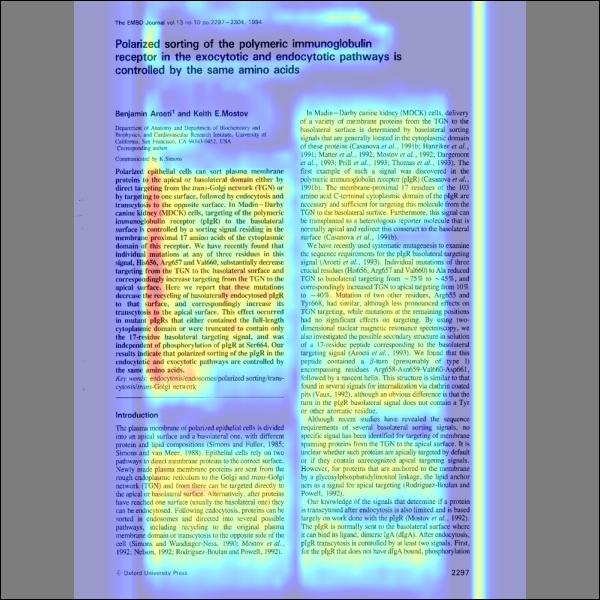 The EMBO Journal vol.13 no.10 pp.2297-2304, 1994
Polarized sorting of the polymeric immunoglobulin
receptor in the exocytotic and endocytotic pathways is
controlled by the same amino acids
Benjamin Aroeti¹ and Keith E.Mostov
Department of Anatomy and Department of Biochemistry and
Biophysics, and Cardiovascular Research Institute, University of
California, San Francisco, CA 94143-0452, USA
¹Corresponding author
Communicated by K.Simons
Polarized epithelial cells can sort plasma membrane
proteins to the apical or basolateral domain either by
direct targeting from the trans-Golgi network (TGN) or
by targeting to one surface, followed by endocytosis and
transcytosis to the opposite surface. In Madin-Darby
canine kidney (MDCK) cells, targeting of the polymeric
immunoglobulin receptor (pIgR) to the basolateral
surface is controlled by a sorting signal residing in the
membrane proximal 17 amino acids of the cytoplasmic
domain of this receptor. We have recently found that
individual mutations at any of three residues in this
signal, His656, Arg657 and Val660, substantially decrease
targeting from the TGN to the basolateral surface and
correspondingly increase targeting from the TGN to the
apical surface. Here we report that these mutations
decrease the recycling of basolaterally endocytosed pIgR
to that surface, and correspondingly increase its
transcytosis to the apical surface. This effect occurred
in mutant pIgRs that either contained the full-length
cytoplasmic domain or were truncated to contain only
the 17-residue basolateral targeting signal, and was
independent of phosphorylation of pIgR at Ser664. Our
results indicate that polarized sorting of the pIgR in the
endocytic and exocytic pathways are controlled by the
same amino acids.
Key words: endocytosis/endosomes/polarized sorting/trans-
cytosis/trans-Golgi network
Introduction
The plasma membrane of polarized epithelial cells is divided
into an apical surface and a basolateral one, with different
protein and lipid compositions (Simons and Fuller, 1985;
Simons and van Meer, 1988). Epithelial cells rely on two
pathways to direct membrane proteins to the correct surface.
Newly made plasma membrane proteins are sent from the
rough endoplasmic reticulum to the Golgi and trans-Golgi
network (TGN) and from there can be targeted directly to
the apical or basolateral surface. Alternatively, after proteins
have reached one surface (usually the basolateral one) they
can be endocytosed. Following endocytosis, proteins can be
sorted in endosomes and directed into several possible
pathways, including recycling to the original plasma
membrane domain or transcytosis to the opposite side of the
cell (Simons and Wandinger-Ness, 1990; Mostov et al.,
1992; Nelson, 1992; Rodriguez-Boulan and Powell, 1992).
In Madin-Darby canine kidney (MDCK) cells, delivery
of a variety of membrane proteins from the TGN to the
basolateral surface is determined by basolateral sorting
signals that are generally located in the cytoplasmic domain
of these proteins (Casanova et al., 1991b; Hunziker et al.,
1991; Matter et al., 1992; Mostov et al., 1992; Dargemont
et al., 1993; Prill et al., 1993; Thomas et al., 1993). The
first example of such a signal was discovered in the
polymeric immunoglobulin receptor (pIgR) (Casanova et al.,
1991b). The membrane-proximal 17 residues of the 103
amino acid C-terminal cytoplasmic domain of the pIgR are
necessary and sufficient for targeting this molecule from the
TGN to the basolateral surface. Furthermore, this signal can
be transplanted to a heterologous reporter molecule that is
normally apical and redirect this construct to the basolateral
surface (Casanova et al., 1991b).
We have recently used systematic mutagenesis to examine
the sequence requirements for the pIgR basolateral targeting
signal (Aroeti et al., 1993). Individual mutations of three
crucial residues (His656, Arg657 and Val660) to Ala reduced
TGN to basolateral targeting from ~75% to ~45%, and
correspondingly increased TGN to apical targeting from 10%
to ~40%. Mutation of two other residues, Arg655 and
Tyr668, had similar, although less pronounced effects on
TGN targeting, while mutations at the remaining positions
had no significant effects on targeting. By using two-
dimensional nuclear magnetic resonance spectroscopy, we
also investigated the possible secondary structure in solution
of a 17-residue peptide corresponding to the basolateral
targeting signal (Aroeti et al., 1993). We found that this
peptide contained a β-turn (presumably of type I)
encompassing residues Arg658-Asn659-Val660-Asp661,
followed by a nascent helix. This structure is similar to that
found in several signals for internalization via clathrin coated
pits (Vaux, 1992), although an obvious difference is that the
turn in the pIgR basolateral signal does not contain a Tyr
or other aromatic residue.
Although recent studies have revealed the sequence
requirements of several basolateral sorting signals, no
specific signal has been identified for targeting of membrane
spanning proteins from the TGN to the apical surface. It is
unclear whether such proteins are apically targeted by default
or if they contain unrecognized apical targeting signals.
However, for proteins that are anchored to the membrane
by a glycosylphosphatidylinositol linkage, the lipid anchor
acts as a signal for apical targeting (Rodriguez-Boulan and
Powell, 1992).
Our knowledge of the signals that determine if a protein
is transcytosed after endocytosis is also limited and is based
largely on work done with the pIgR (Mostov et al., 1992).
The pIgR is normally sent to the basolateral surface where
it can bind its ligand, dimeric IgA (dIgA). After endocytosis,
pIgR transcytosis is controlled by at least two signals. First,
for the pIgR that does not have dIgA bound, phosphorylation
© Oxford University Press
2297